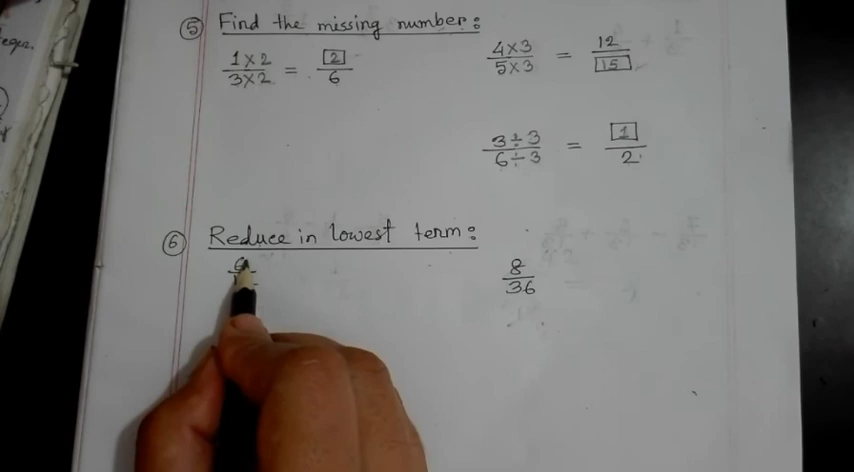 5 Find the missing number:
1×2/3×2 = 2/6
4×3/5×3 = 12/15
3÷3/6÷3 = 1/2
6 Reduce in lowest term:
8/36